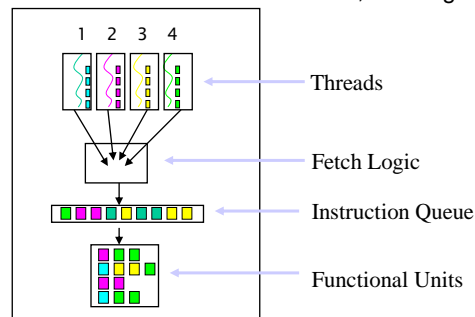 1 2 3 4
Threads
Fetch Logic
Instruction Queue
Functional Units